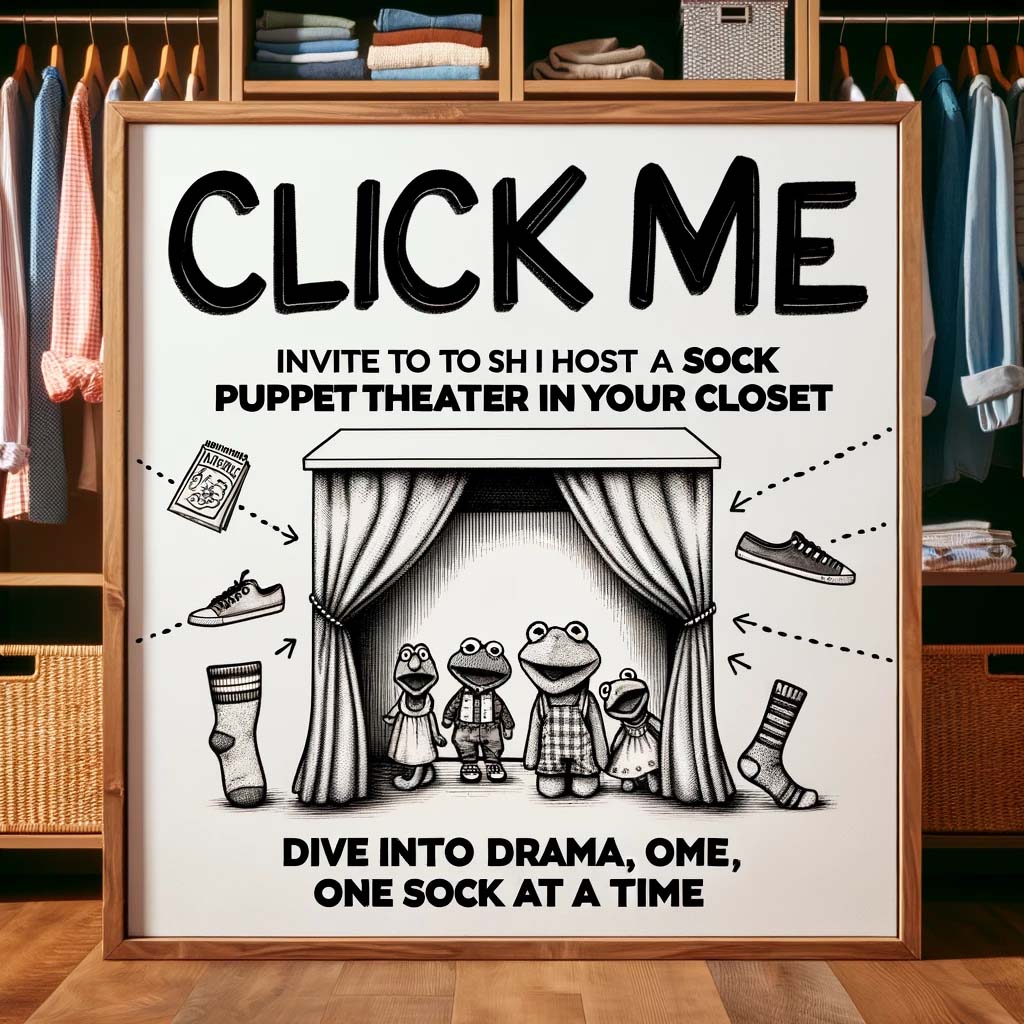 CLICK ME
INVITE TO TO SH I HOST A SOCK
PUPPET THEATER IN YOUR CLOSET
DIVE INTO DRAMA, OME,
ONE SOCK AT A TIME